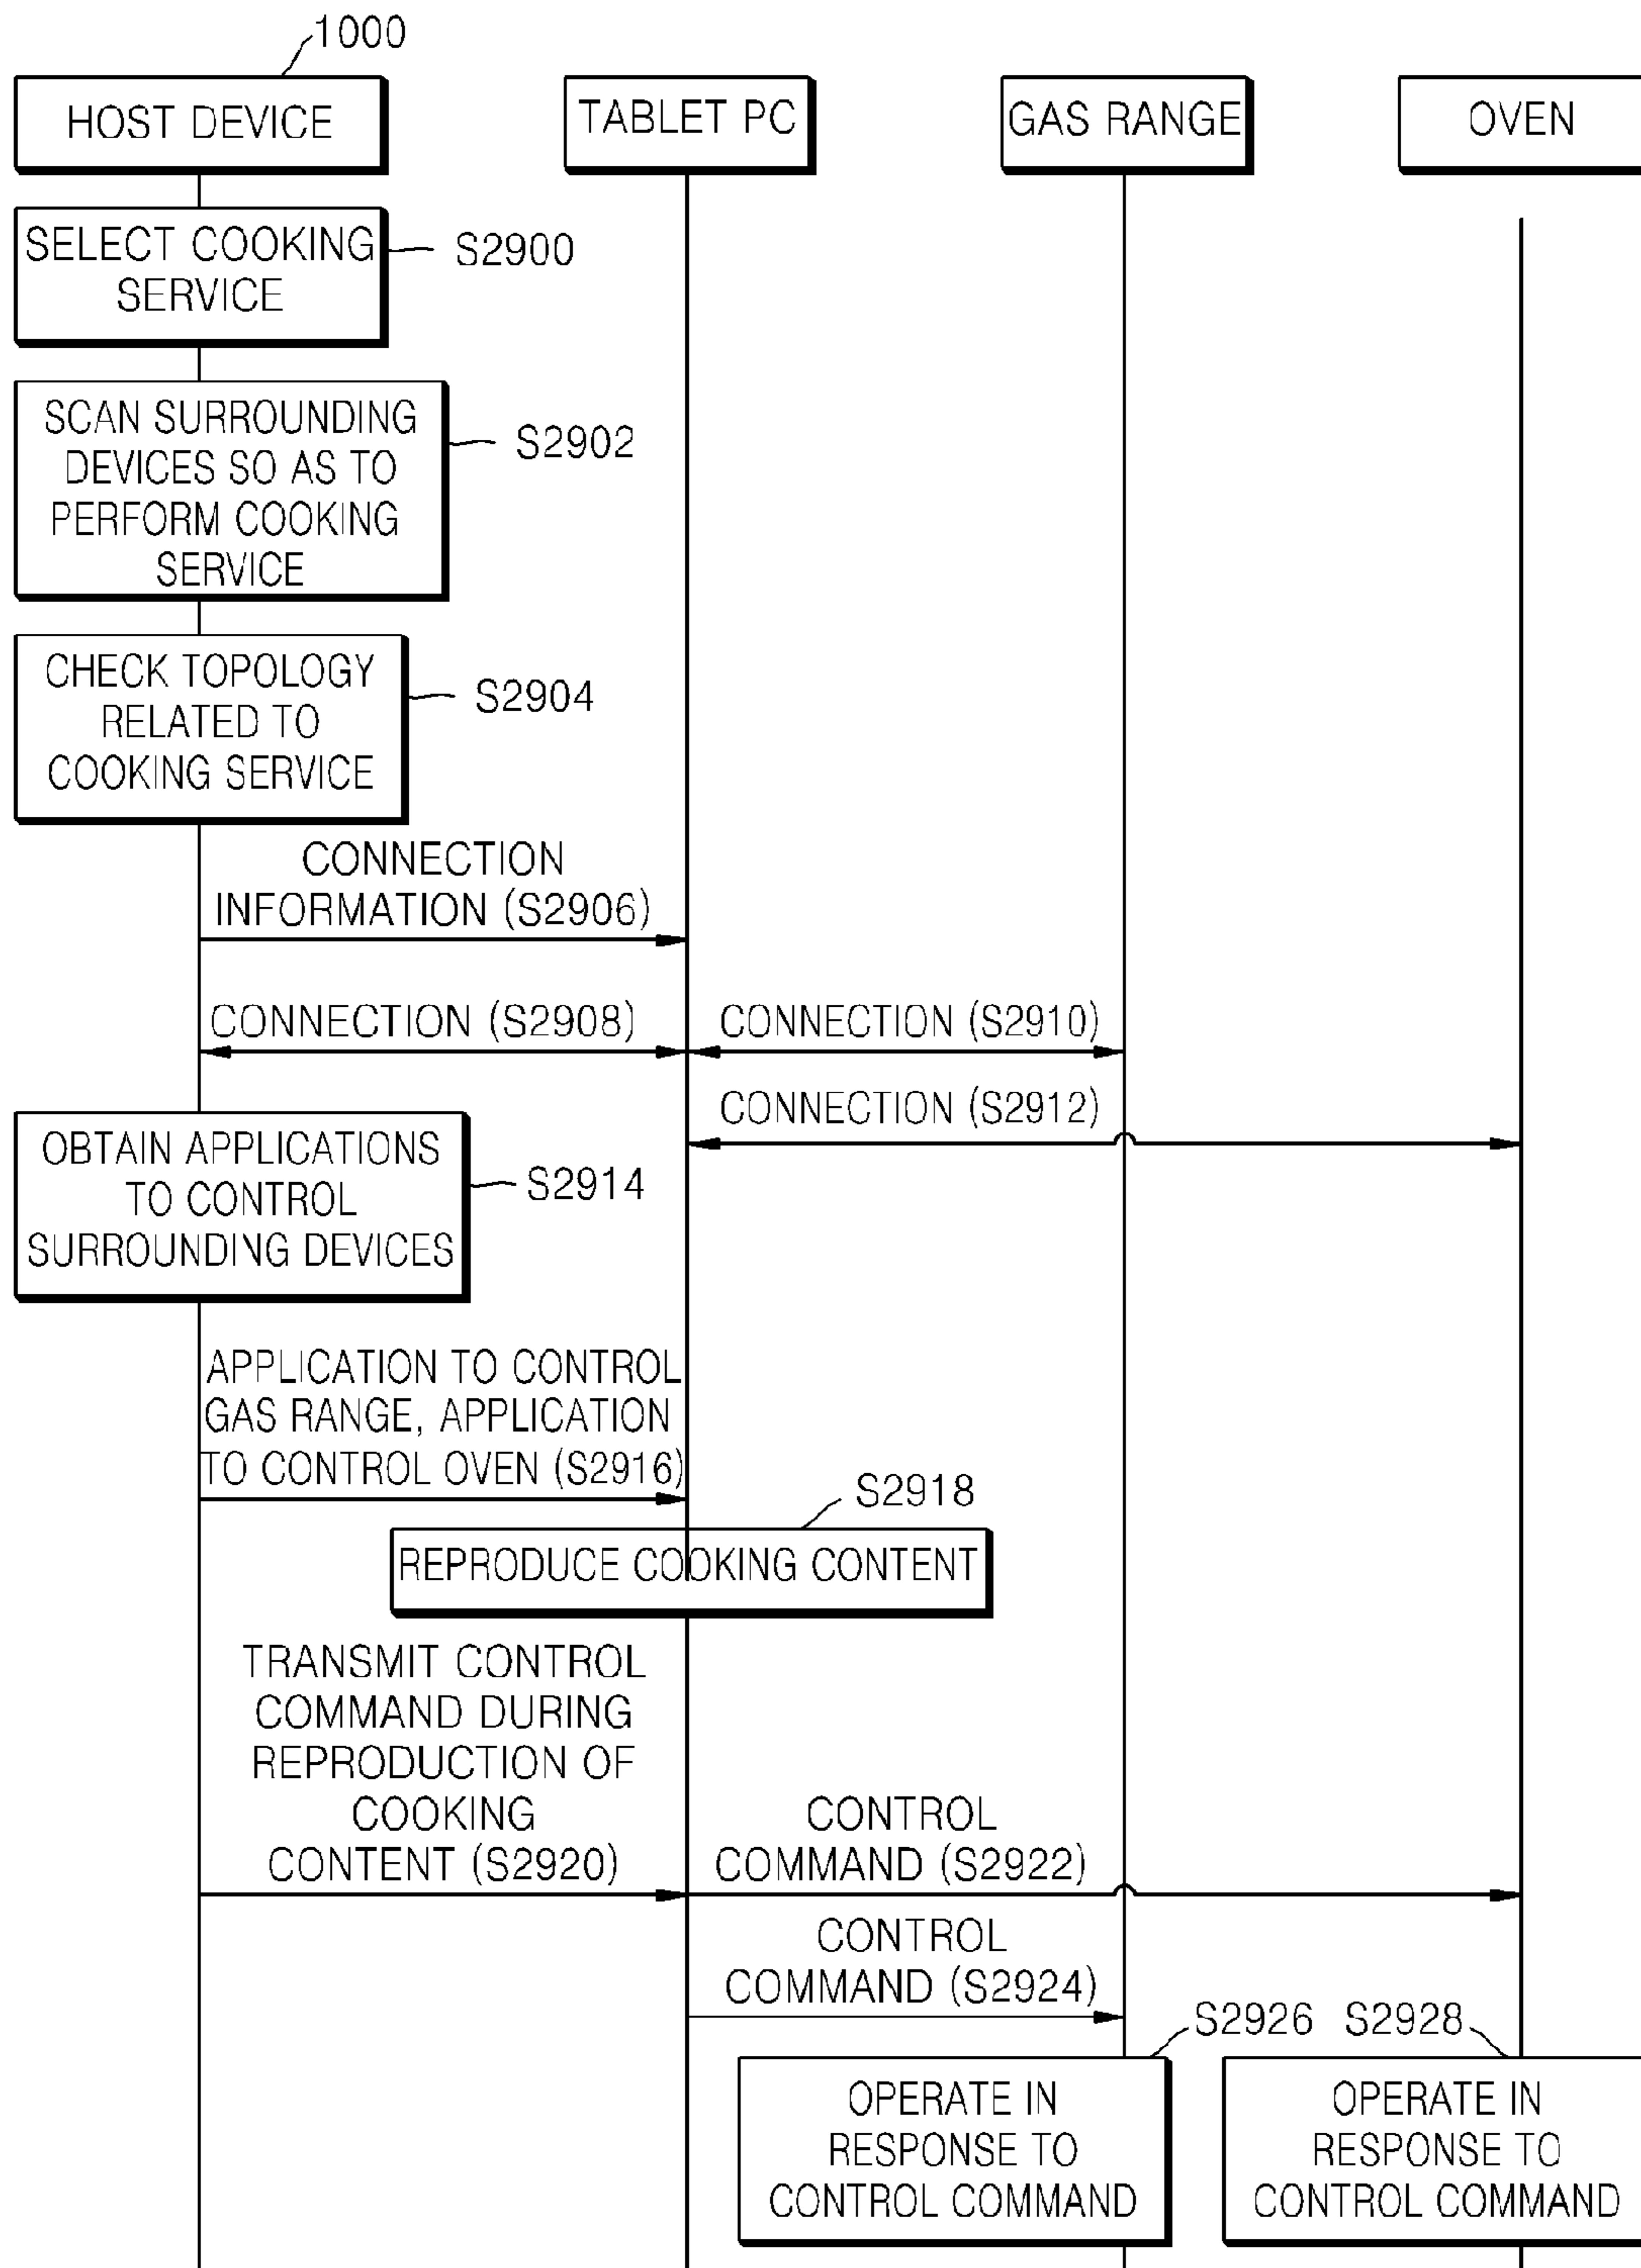 1000
HOST DEVICE
TABLET PC
GAS RANGE
OVEN
SELECT COOKING
SERVICE
S2900
SCAN SURROUNDING
DEVICES SO AS TO
PERFORM COOKING
SERVICE
S2902
CHECK TOPOLOGY
RELATED TO
COOKING SERVICE
S2904
CONNECTION
INFORMATION (S2906)
CONNECTION (S2908)
CONNECTION (S2910)
CONNECTION (S2912)
OBTAIN APPLICATIONS
TO CONTROL
SURROUNDING DEVICES
S2914
APPLICATION TO CONTROL
GAS RANGE, APPLICATION
TO CONTROL OVEN (S2916)
S2918
REPRODUCE COOKING CONTENT
TRANSMIT CONTROL
COMMAND DURING
REPRODUCTION OF
COOKING
CONTENT (S2920)
CONTROL
COMMAND (S2922)
CONTROL
COMMAND (S2924)
S2926
S2928
OPERATE IN
RESPONSE TO
CONTROL COMMAND
OPERATE IN
RESPONSE TO
CONTROL COMMAND